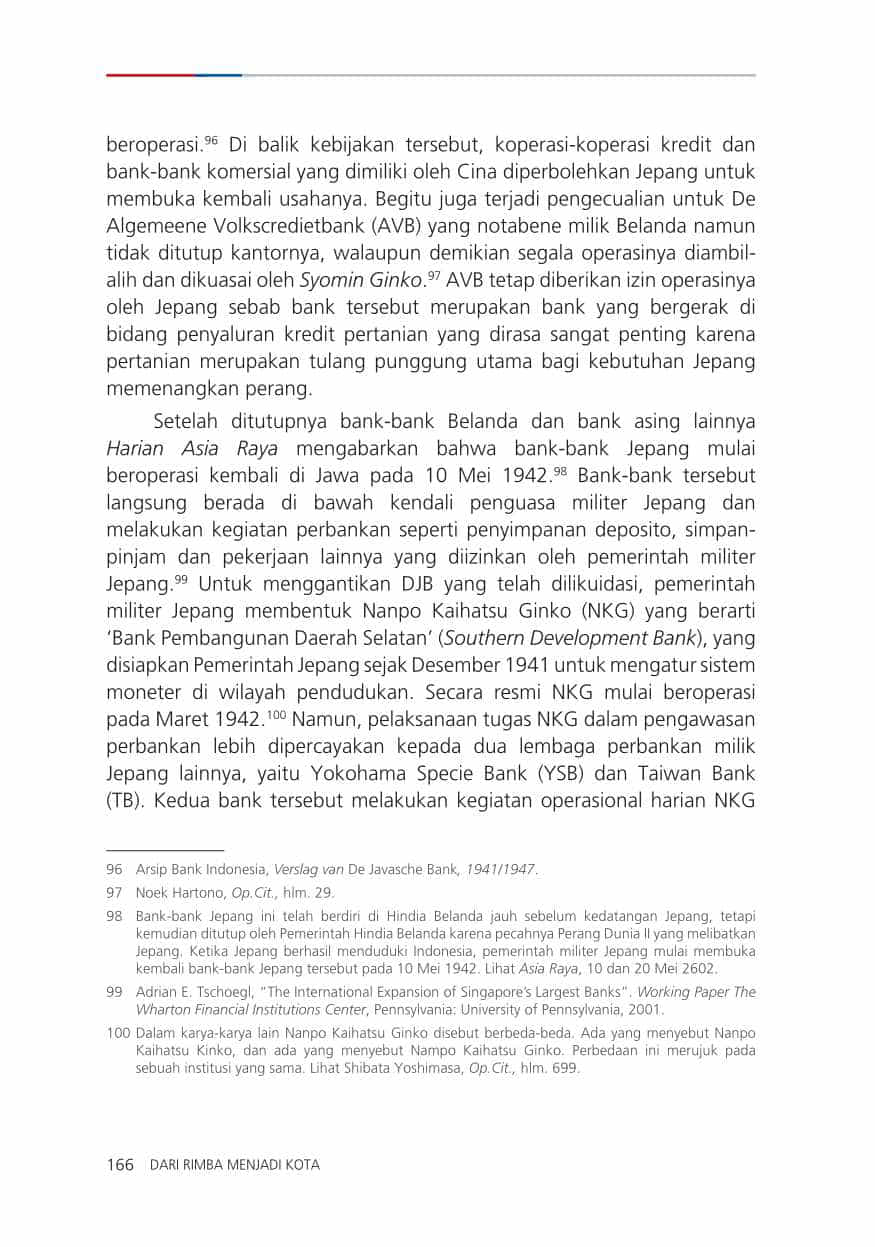 beroperasi.⁹⁶ Di balik kebijakan tersebut, koperasi-koperasi kredit dan
bank-bank komersial yang dimiliki oleh Cina diperbolehkan Jepang untuk
membuka kembali usahanya. Begitu juga terjadi pengecualian untuk De
Algemeene Volkscredietbank (AVB) yang notabene milik Belanda namun
tidak ditutup kantornya, walaupun demikian segala operasinya diambil-
alih dan dikuasai oleh Syomin Ginko.⁹⁷ AVB tetap diberikan izin operasinya
oleh Jepang sebab bank tersebut merupakan bank yang bergerak di
bidang penyaluran kredit pertanian yang dirasa sangat penting karena
pertanian merupakan tulang punggung utama bagi kebutuhan Jepang
memenangkan perang.
Setelah ditutupnya bank-bank Belanda dan bank asing lainnya
Harian Asia Raya mengabarkan bahwa bank-bank Jepang mulai
beroperasi kembali di Jawa pada 10 Mei 1942.⁹⁸ Bank-bank tersebut
langsung berada di bawah kendali penguasa militer Jepang dan
melakukan kegiatan perbankan seperti penyimpanan deposito, simpan-
pinjam dan pekerjaan lainnya yang diizinkan oleh pemerintah militer
Jepang.⁹⁹ Untuk menggantikan DJB yang telah dilikuidasi, pemerintah
militer Jepang membentuk Nanpo Kaihatsu Ginko (NKG) yang berarti
‘Bank Pembangunan Daerah Selatan’ (Southern Development Bank), yang
disiapkan Pemerintah Jepang sejak Desember 1941 untuk mengatur sistem
moneter di wilayah pendudukan. Secara resmi NKG mulai beroperasi
pada Maret 1942.¹⁰⁰ Namun, pelaksanaan tugas NKG dalam pengawasan
perbankan lebih dipercayakan kepada dua lembaga perbankan milik
Jepang lainnya, yaitu Yokohama Specie Bank (YSB) dan Taiwan Bank
(TB). Kedua bank tersebut melakukan kegiatan operasional harian NKG
96 Arsip Bank Indonesia, Verslag van De Javasche Bank, 1941/1947.
97 Noek Hartono, Op.Cit., hlm. 29.
98 Bank-bank Jepang ini telah berdiri di Hindia Belanda jauh sebelum kedatangan Jepang, tetapi
kemudian ditutup oleh Pemerintah Hindia Belanda karena pecahnya Perang Dunia II yang melibatkan
Jepang. Ketika Jepang berhasil menduduki Indonesia, pemerintah militer Jepang mulai membuka
kembali bank-bank Jepang tersebut pada 10 Mei 1942. Lihat Asia Raya, 10 dan 20 Mei 2602.
99 Adrian E. Tschoegl, “The International Expansion of Singapore’s Largest Banks”. Working Paper The
Wharton Financial Institutions Center, Pennsylvania: University of Pennsylvania, 2001.
100 Dalam karya-karya lain Nanpo Kaihatsu Ginko disebut berbeda-beda. Ada yang menyebut Nanpo
Kaihatsu Kinko, dan ada yang menyebut Nampo Kaihatsu Ginko. Perbedaan ini merujuk pada
sebuah institusi yang sama. Lihat Shibata Yoshimasa, Op.Cit., hlm. 699.
166 DARI RIMBA MENJADI KOTA